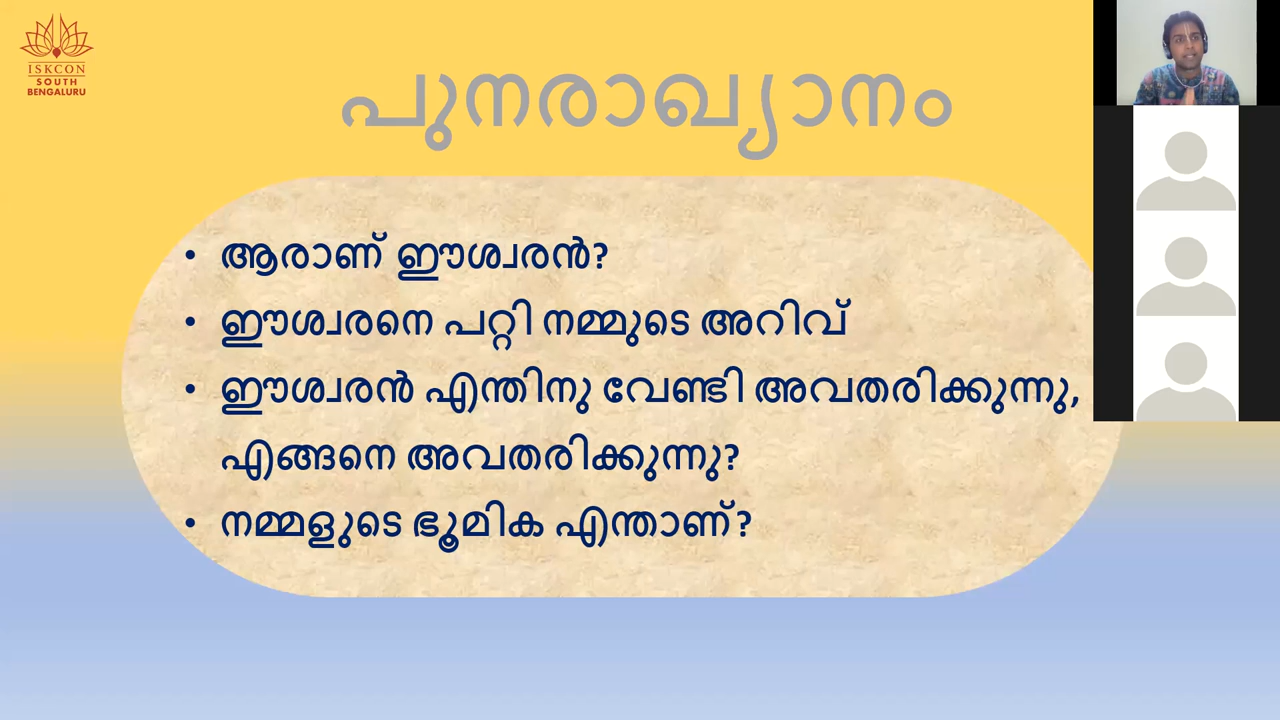 ISKCON
SOUTH
BENGALURU
പുനരാഖ്യാനം
• ആരാണ് ഈശ്വരൻ?
• ഈശ്വരനെ പറ്റി നമ്മുടെ അറിവ്
• ഈശ്വരൻ എന്തിനു വേണ്ടി അവതരിക്കുന്നു,
എങ്ങനെ അവതരിക്കുന്നു?
• നമ്മളുടെ ഭൂമിക എന്താണ്?